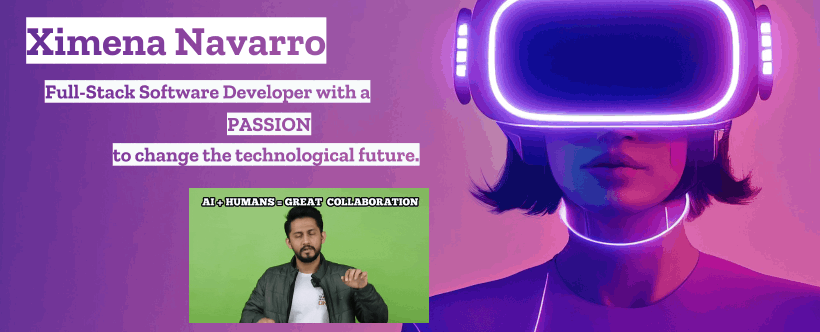 Ximena Navarro
Full-Stack Software Developer with a
PASSION
to change the technological future.
AI + HUMANS = GREAT COLLABORATION